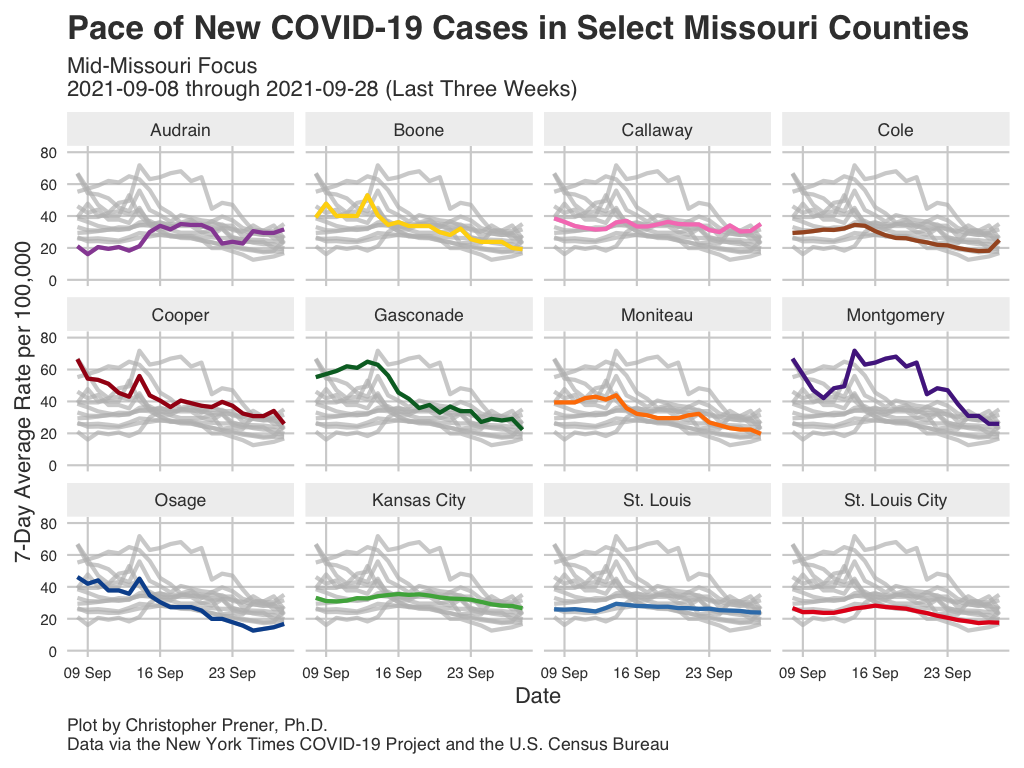 Pace of New COVID-19 Cases in Select Missouri Counties
Mid-Missouri Focus
2021-09-08 through 2021-09-28 (Last Three Weeks)
7-Day Average Rate per 100,000
Audrain Boone Callaway Cole
80
60
40
20
0
Cooper Gasconade Moniteau Montgomery
80
60
40
20
0
Osage Kansas City St. Louis St. Louis City
80
60
40
20
0
09 Sep 16 Sep 23 Sep 09 Sep 16 Sep 23 Sep 09 Sep 16 Sep 23 Sep 09 Sep 16 Sep 23 Sep
Date
Plot by Christopher Prener, Ph.D.
Data via the New York Times COVID-19 Project and the U.S. Census Bureau